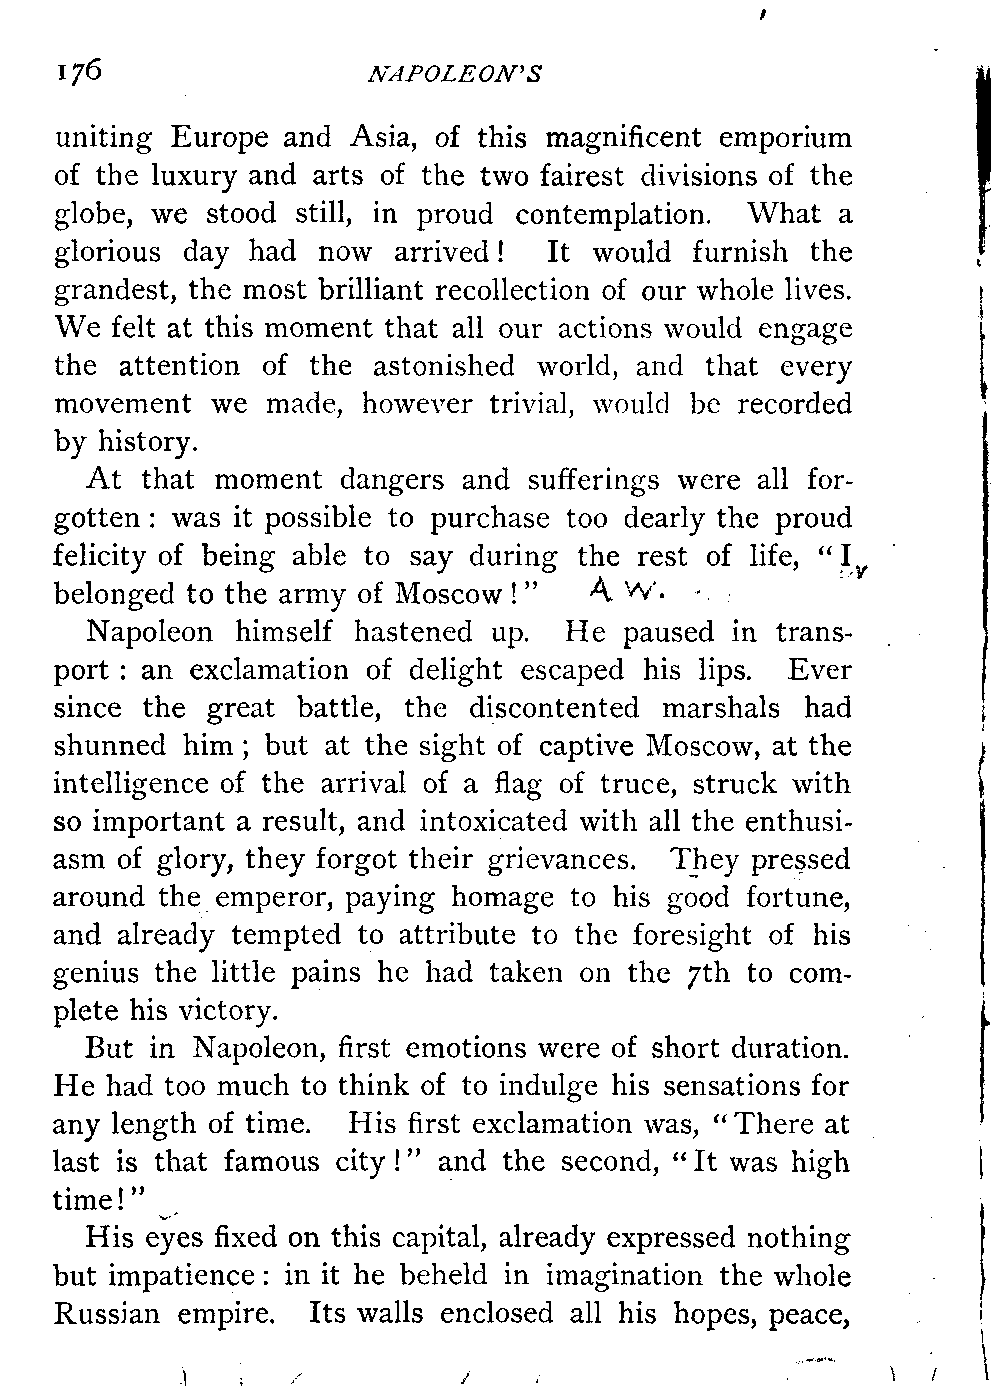 176 NAPOLEON'S
uniting Europe and Asia, of this magnificent emporium
of the luxury and arts of the two fairest divisions of the
globe, we stood still, in proud contemplation. What a
glorious day had now arrived! It would furnish the
grandest, the most brilliant recollection of our whole lives.
We felt at this moment that all our actions would engage
the attention of the astonished world, and that every
movement we made, however trivial, would be recorded
by history.
At that moment dangers and sufferings were all for-
gotten : was it possible to purchase too dearly the proud
felicity of being able to say during the rest of life, “I
belonged to the army of Moscow !” A W.
Napoleon himself hastened up. He paused in trans-
port : an exclamation of delight escaped his lips. Ever
since the great battle, the discontented marshals had
shunned him ; but at the sight of captive Moscow, at the
intelligence of the arrival of a flag of truce, struck with
so important a result, and intoxicated with all the enthusi-
asm of glory, they forgot their grievances. They pressed
around the emperor, paying homage to his good fortune,
and already tempted to attribute to the foresight of his
genius the little pains he had taken on the 7th to com-
plete his victory.
But in Napoleon, first emotions were of short duration.
He had too much to think of to indulge his sensations for
any length of time. His first exclamation was, “There at
last is that famous city !” and the second, “It was high
time!”
His eyes fixed on this capital, already expressed nothing
but impatience : in it he beheld in imagination the whole
Russian empire. Its walls enclosed all his hopes, peace,